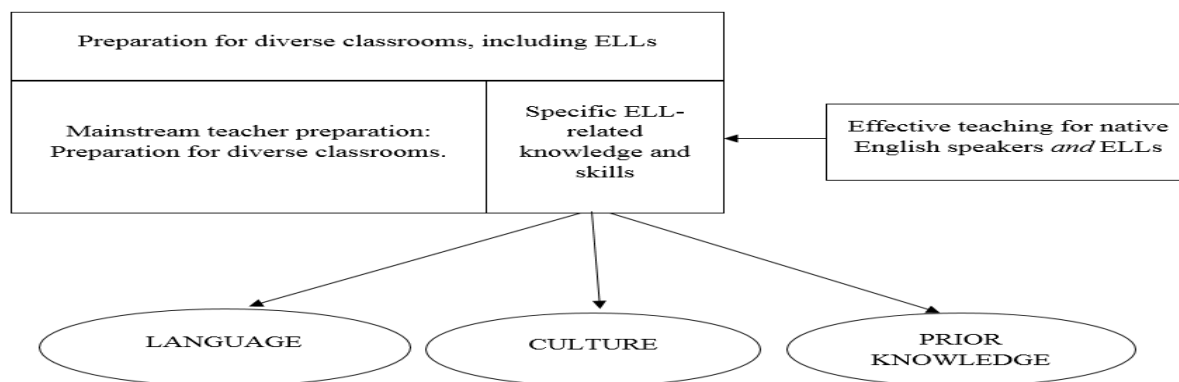 Preparation for diverse classrooms, including ELLs
Mainstream teacher preparation:
Preparation for diverse classrooms.
Specific ELL-
related
knowledge and
skills
Effective teaching for native
English speakers and ELLs
LANGUAGE
CULTURE
PRIOR
KNOWLEDGE